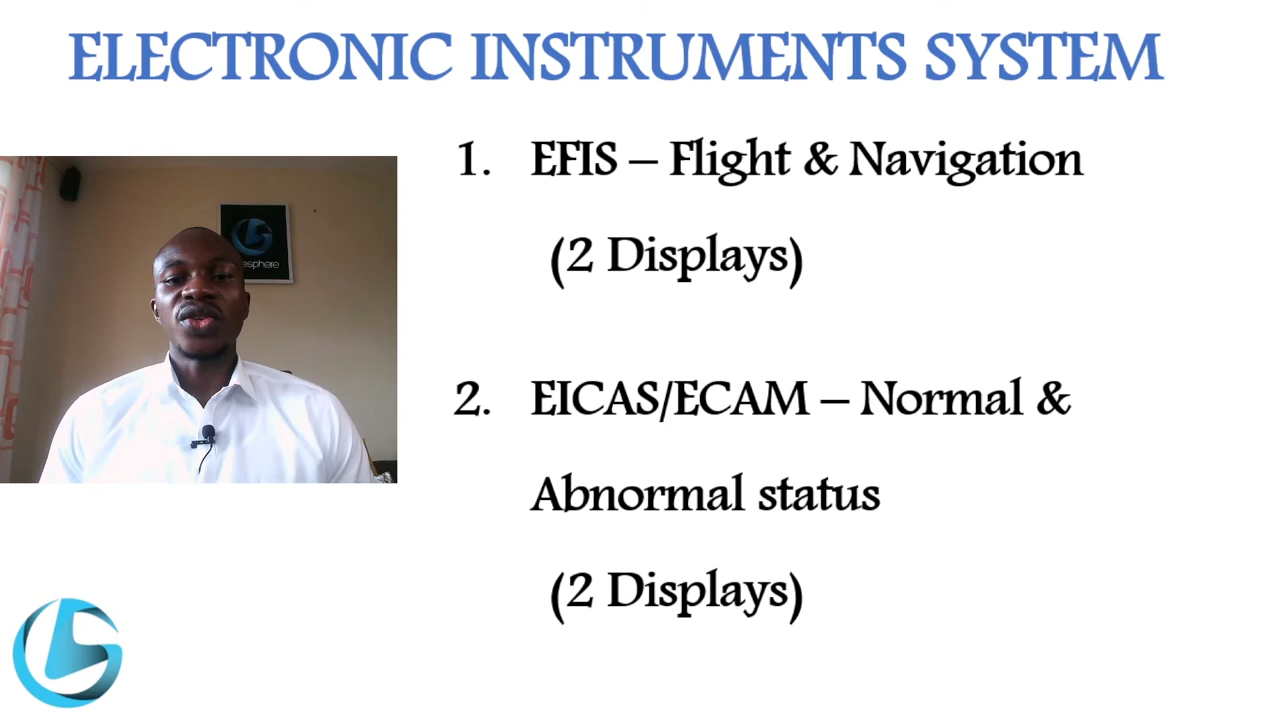 ELECTRONIC INSTRUMENTS SYSTEM
1. EFIS – Flight & Navigation
(2 Displays)
2. EICAS/ECAM – Normal &
Abnormal status
(2 Displays)